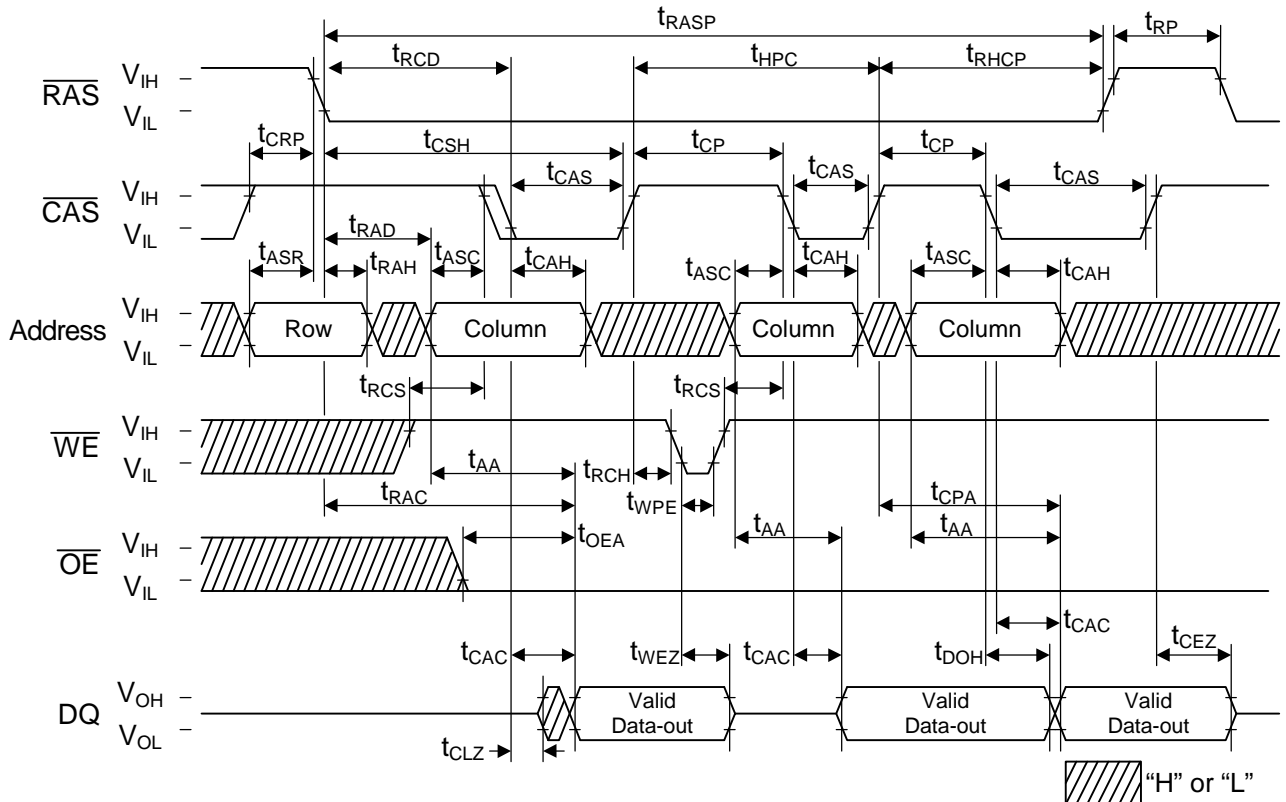 tRASP
tRP
tRCD
tHPC
tRHCP
RAS
VIH
VIL
tCRP
tCSH
tCP
tCP
tCAS
tCAS
tCAS
CAS
VIH
VIL
tRAD
tASR
tRAH
tASC
tCAH
tASC
tCAH
tASC
tCAH
Address
VIH
VIL
Row
Column
Column
Column
tRCS
tRCS
WE
VIH
VIL
tAA
tRCH
tRAC
tWPE
tCPA
tOEA
tAA
tAA
OE
VIH
VIL
tCAC
tCAC
tWEZ
tCAC
tDOH
tCEZ
DQ
VOH
VOL
Valid
Data-out
Valid
Data-out
Valid
Data-out
tCLZ
“H” or “L”